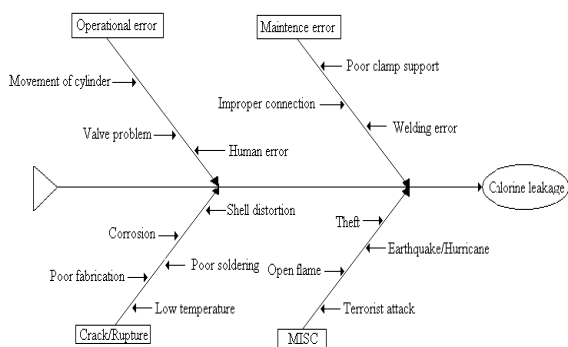 Operational error
Maintence error
Movement of cylinder
Poor clamp support
Improper connection
Valve problem
Welding error
Human error
Chlorine leakage
Shell distortion
Theft
Corrosion
Earthquake/Hurricane
Poor fabrication
Poor soldering
Open flame
Low temperature
Terrorist attack
Crack/Rupture
MISC